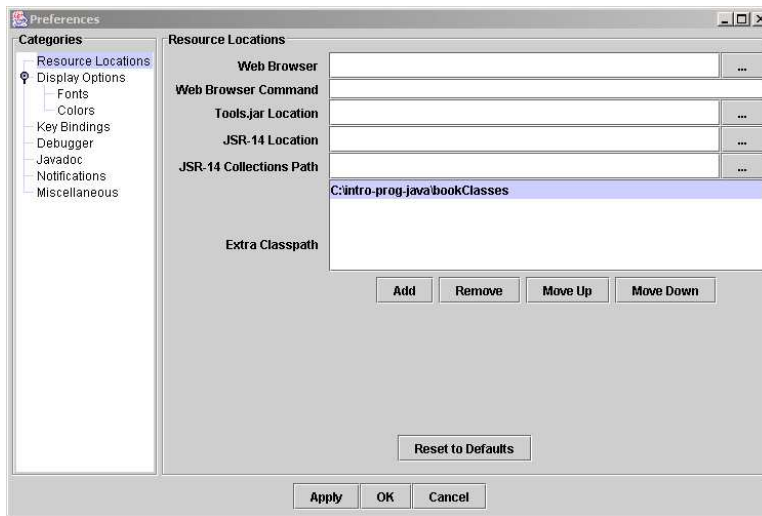 Preferences
Categories
Resource Locations
Display Options
Fonts
Colors
Key Bindings
Debugger
Javadoc
Notifications
Miscellaneous
Resource Locations
Web Browser ...
Web Browser Command
Tools.jar Location ...
JSR-14 Location ...
JSR-14 Collections Path ...
C:\intro-prog-java\bookClasses
Extra Classpath
Add Remove Move Up Move Down
Reset to Defaults
Apply OK Cancel